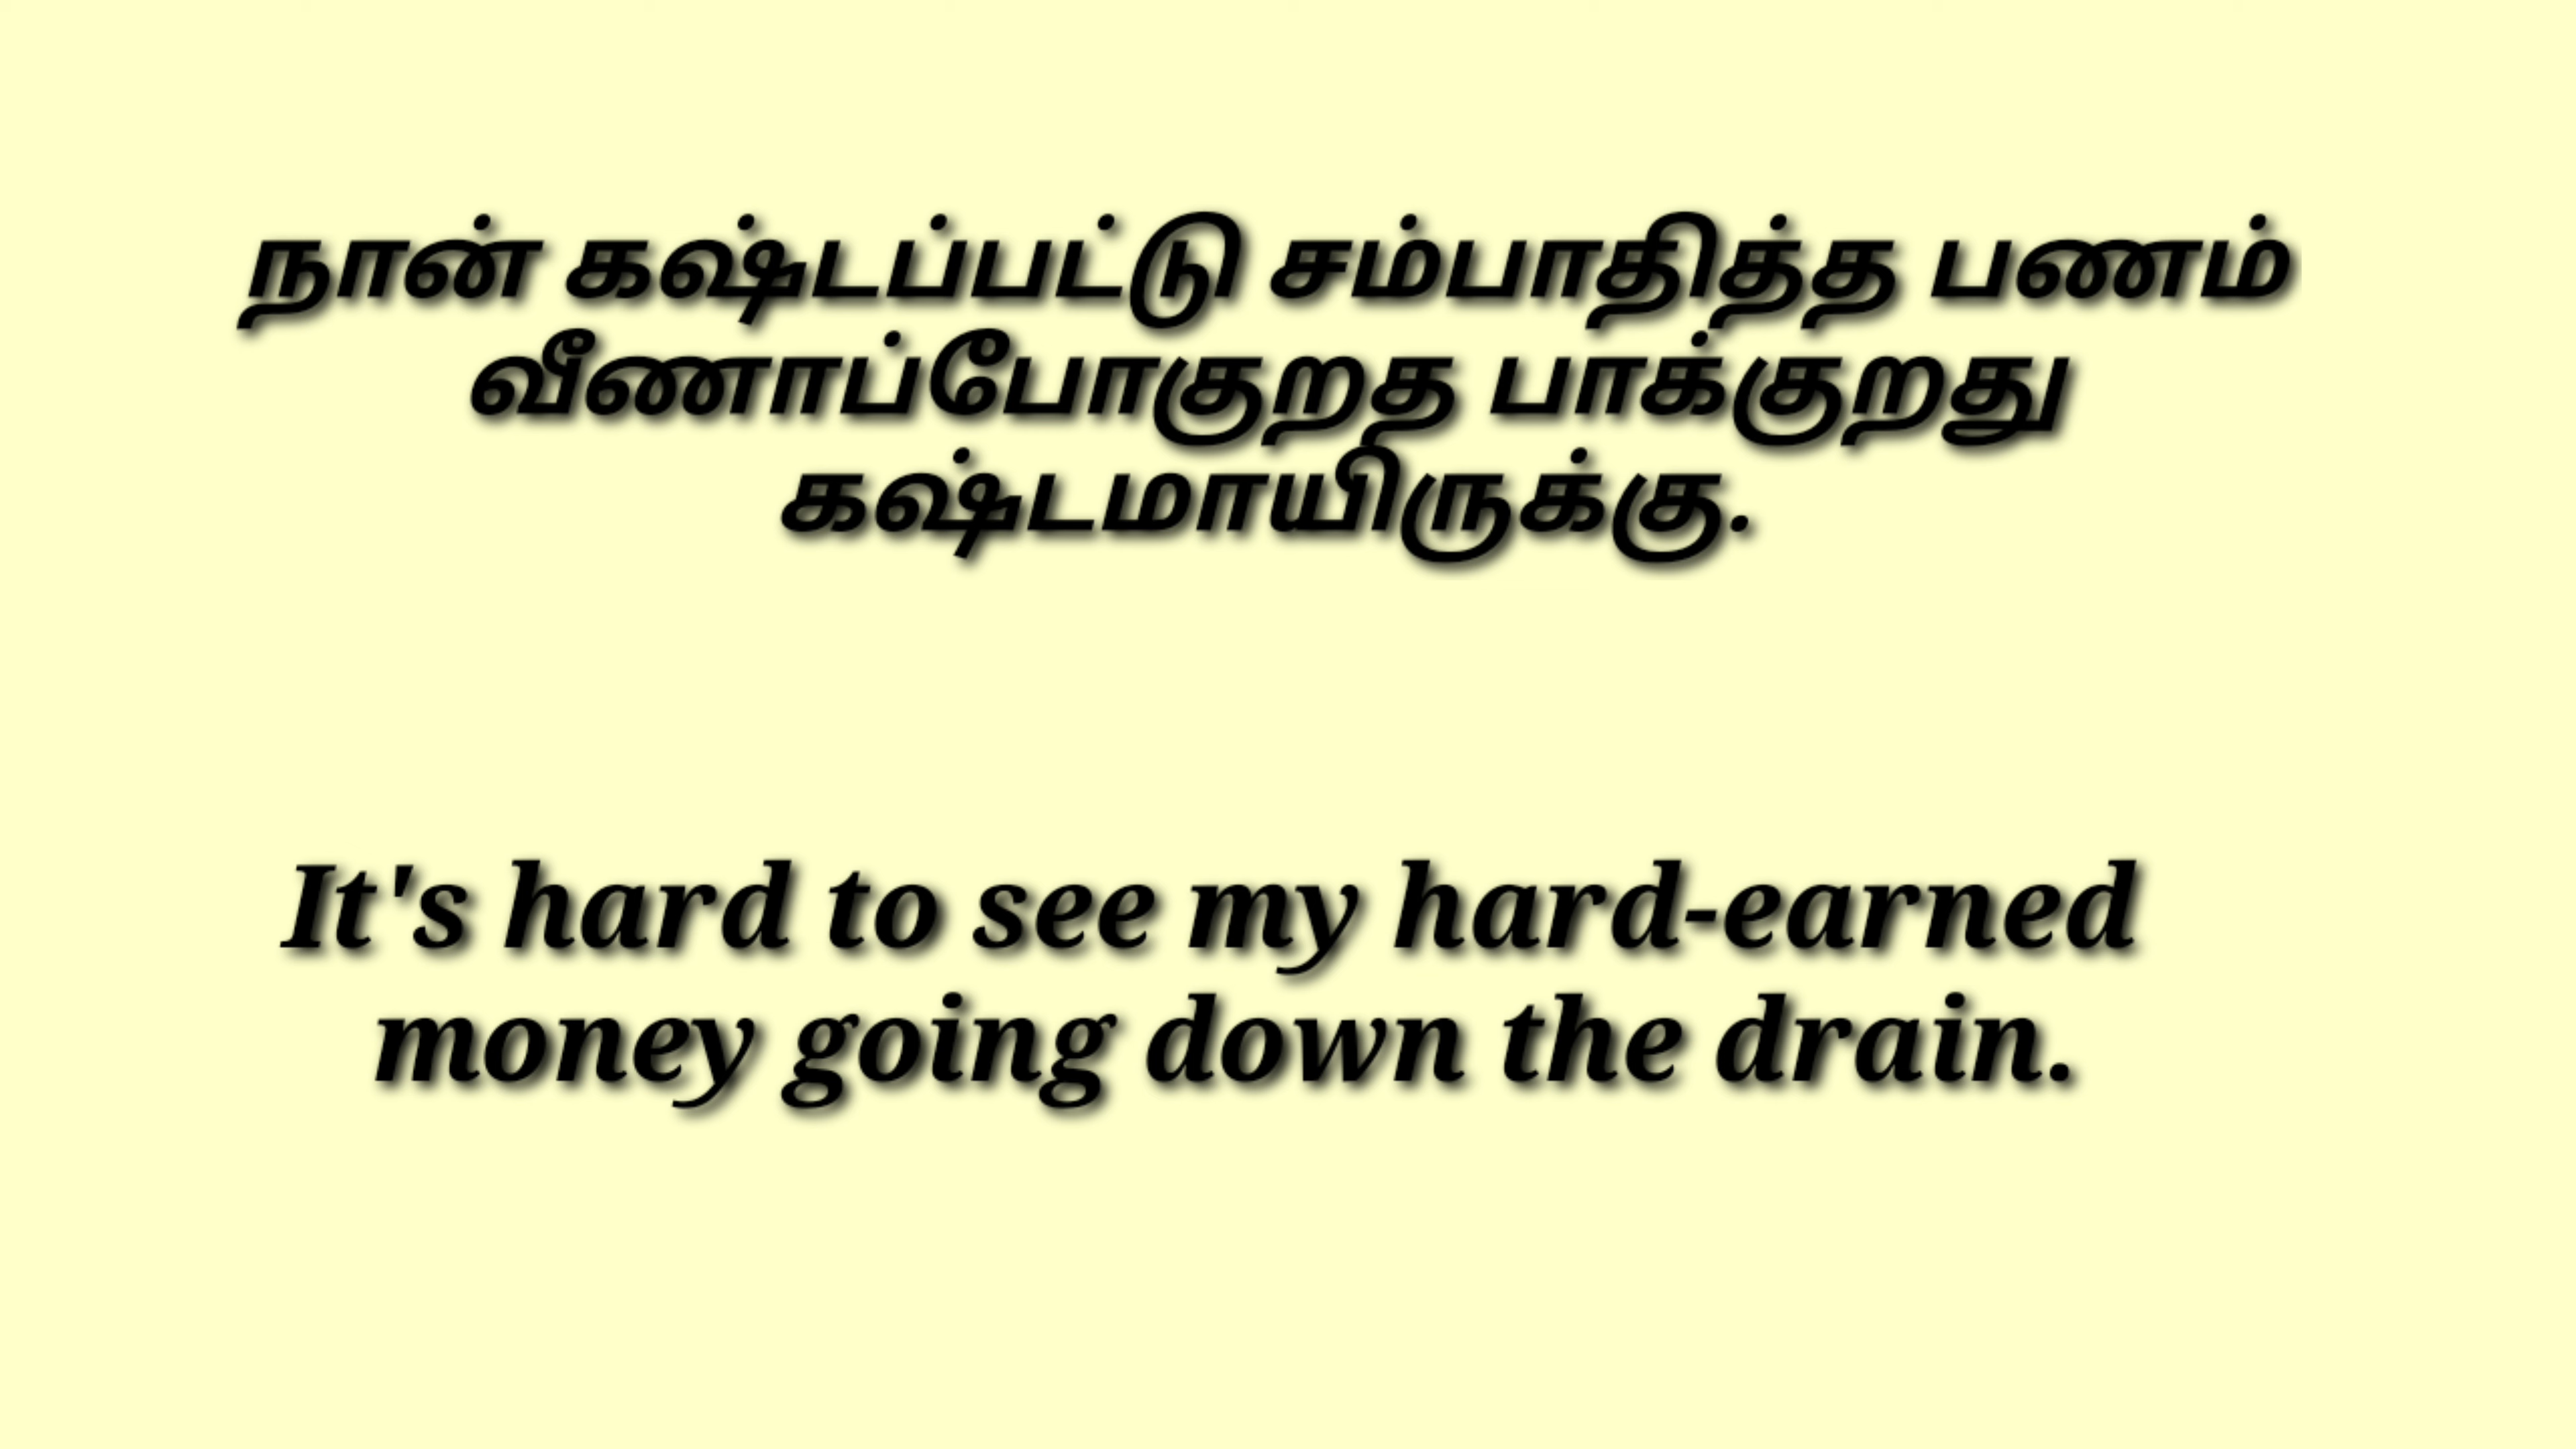 நான் கஷ்டப்பட்டு சம்பாதித்த பணம்
வீணாப்போகுறத பாக்குறது
கஷ்டமாயிருக்கு.
It's hard to see my hard-earned
money going down the drain.